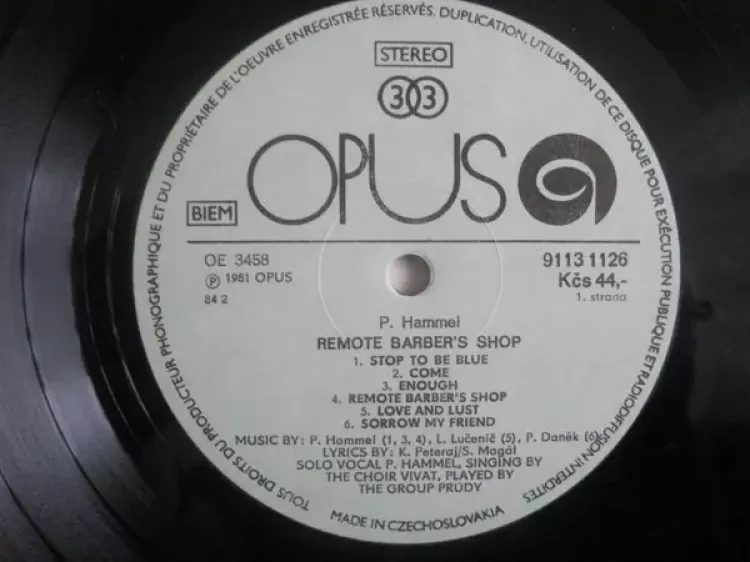 TOUS DROITS DU PRODUCTEUR PHONOGRAPHIQUE ET DU PROPRIÉTAIRE DE L'OEUVRE ENREGISTRÉE RÉSERVÉS. DUPLICATION, UTILISATION DE CE DISQUE POUR EXÉCUTION PUBLIQUE ET RADIODIFFUSION INTERDITES
STEREO
33
OPUS
BIEM
OE 3458
Ⓟ 1981 OPUS
84 2
9113 1126
Kčs 44,-
1. strana
P. Hammel
REMOTE BARBER'S SHOP
1. STOP TO BE BLUE
2. COME
3. ENOUGH
4. REMOTE BARBER'S SHOP
5. LOVE AND LUST
6. SORROW MY FRIEND
MUSIC BY: P. Hammel (1, 3, 4), L. Lučenič (5), P. Daněk (6)
LYRICS BY: K. Peteraj/S. Magál
SOLO VOCAL P. HAMMEL, SINGING BY
THE CHOIR VIVAT, PLAYED BY
THE GROUP PRÚDY
MADE IN CZECHOSLOVAKIA